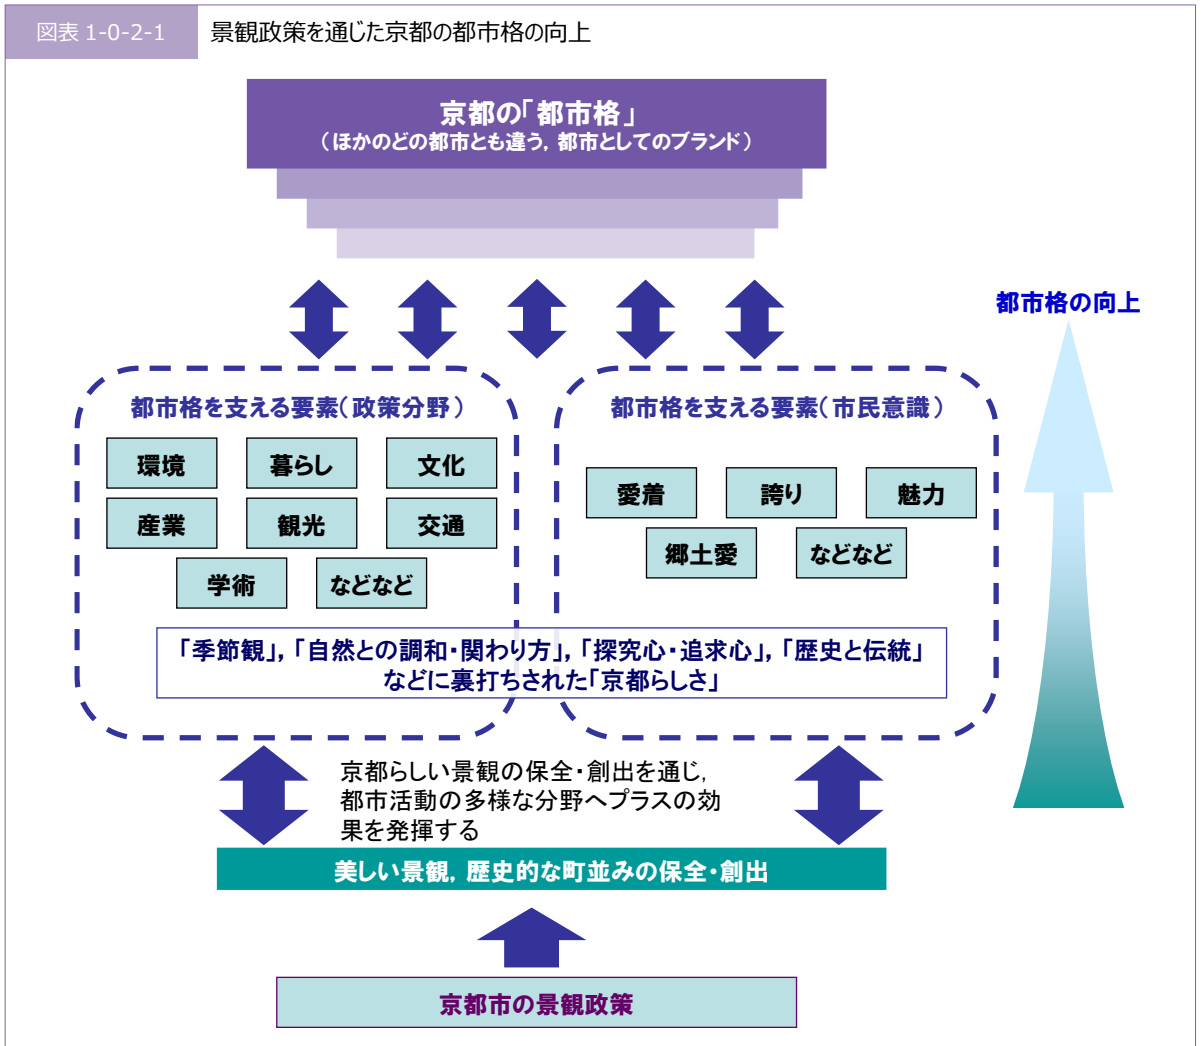 図表 1-0-2-1
景観政策を通じた京都の都市格の向上
京都の「都市格」
(ほかのどの都市とも違う, 都市としてのブランド)
都市格の向上
都市格を支える要素(政策分野)
環境
暮らし
文化
産業
観光
交通
学術
などなど
都市格を支える要素(市民意識)
愛着
誇り
魅力
郷土愛
などなど
「季節観」, 「自然との調和・関わり方」, 「探究心・追求心」, 「歴史と伝統」
などに裏打ちされた「京都らしさ」
京都らしい景観の保全・創出を通じ,
都市活動の多様な分野へプラスの効
果を発揮する
美しい景観, 歴史的な町並みの保全・創出
京都市の景観政策